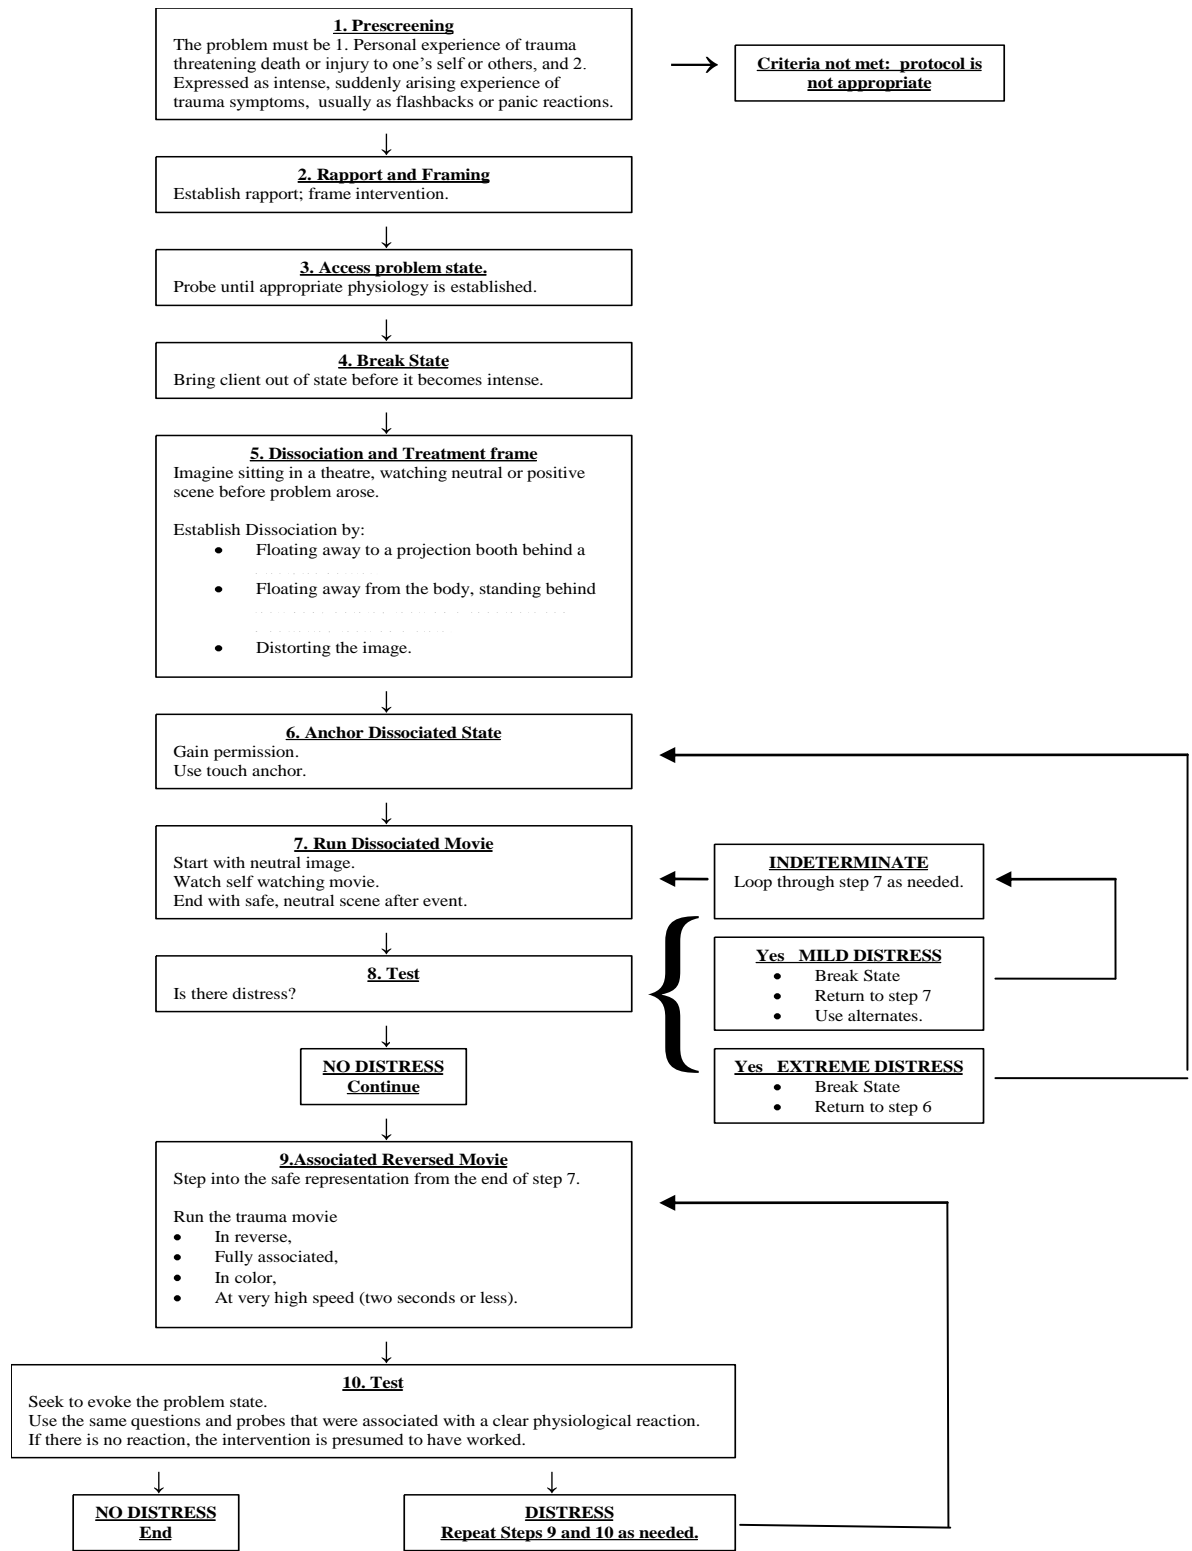 1. Prescreening
The problem must be 1. Personal experience of trauma
threatening death or injury to one’s self or others, and 2.
Expressed as intense, suddenly arising experience of
trauma symptoms,  usually as flashbacks or panic reactions.
Criteria not met:  protocol is
not appropriate
2. Rapport and Framing
Establish rapport; frame intervention.
3. Access problem state.
Probe until appropriate physiology is established.
4. Break State
Bring client out of state before it becomes intense.
5. Dissociation and Treatment frame
Imagine sitting in a theatre, watching neutral or positive
scene before problem arose.
Establish Dissociation by:
• Floating away to a projection booth behind a
• Floating away from the body, standing behind
• Distorting the image.
6. Anchor Dissociated State
Gain permission.
Use touch anchor.
7. Run Dissociated Movie
Start with neutral image.
Watch self watching movie.
End with safe, neutral scene after event.
INDETERMINATE
Loop through step 7 as needed.
8. Test
Is there distress?
Yes   MILD DISTRESS
• Break State
• Return to step 7
• Use alternates.
NO DISTRESS
Continue
Yes   EXTREME DISTRESS
• Break State
• Return to step 6
9.Associated Reversed Movie
Step into the safe representation from the end of step 7.
Run the trauma movie
• In reverse,
• Fully associated,
• In color,
• At very high speed (two seconds or less).
10. Test
Seek to evoke the problem state.
Use the same questions and probes that were associated with a clear physiological reaction.
If there is no reaction, the intervention is presumed to have worked.
NO DISTRESS
End
DISTRESS
Repeat Steps 9 and 10 as needed.